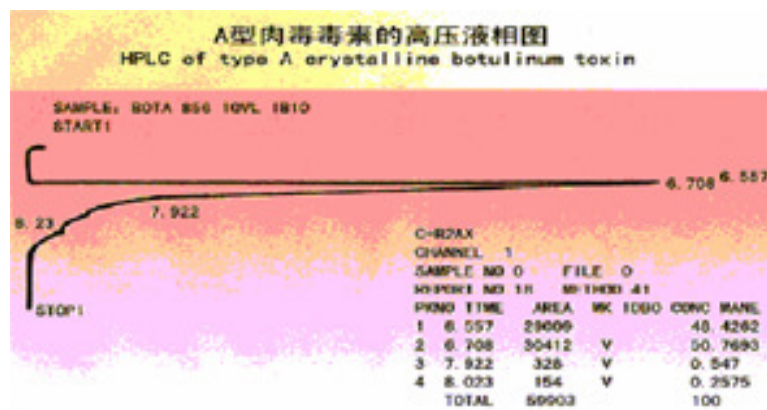 A型肉毒毒素的高压液相图
HPLC of type A crystalline botulinum toxin
SAMPLE: BOTA 856
START1
6.708 6.557
7.922
8.23
STOP1
C-R2AX
CHANNEL 1
SAMPLE NO 0 FILE 0
REPORT NO 18 METHOD 41
PKNO TIME AREA MK CONC
1 6.557 48.4262
2 6.708 30412 V 50.7693
3 7.922 328 V 0.547
4 8.023 154 V 0.2575
TOTAL 59903 100